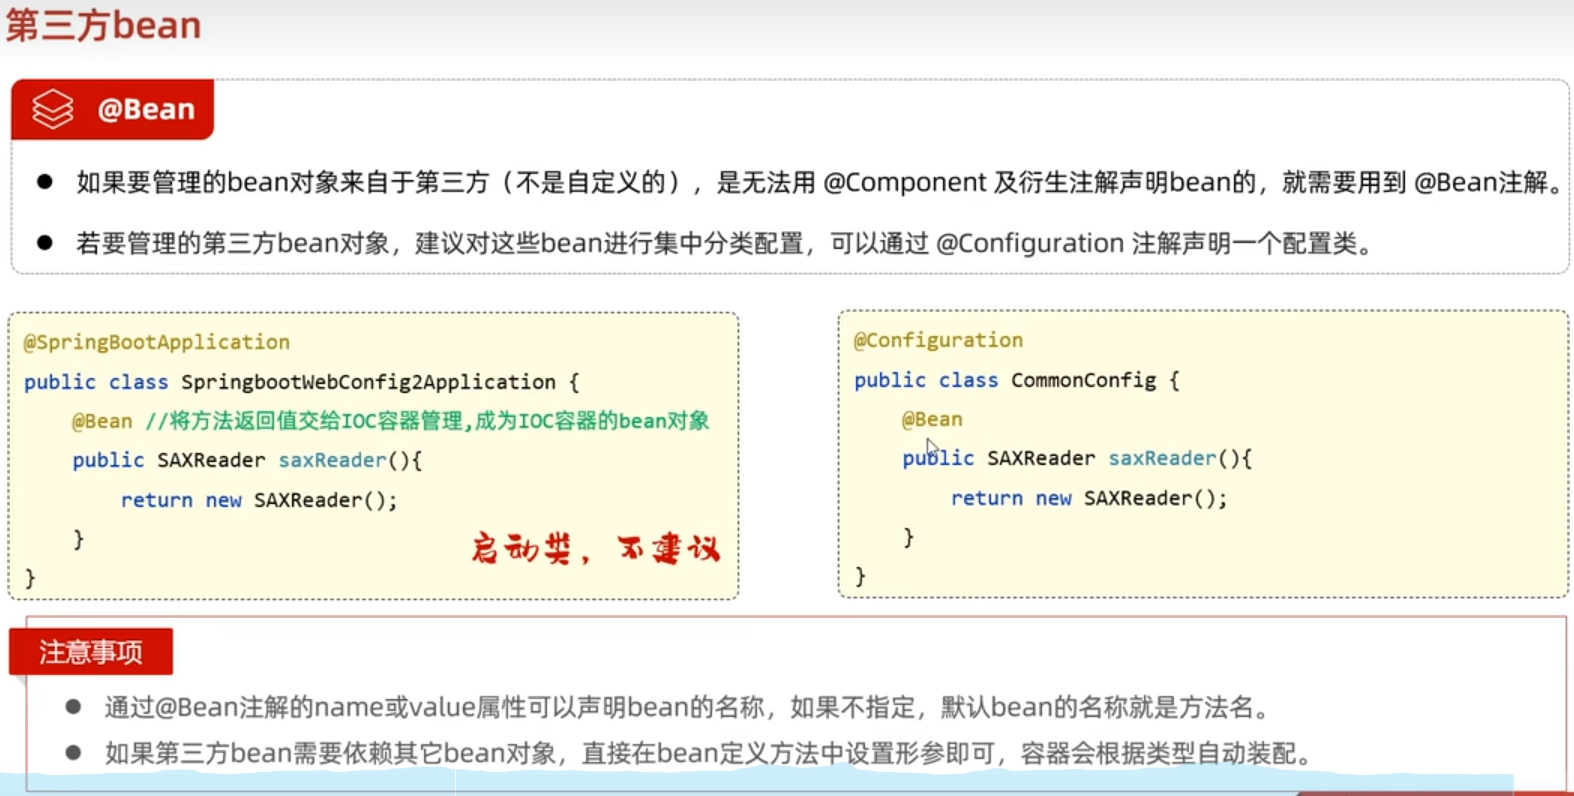 第三方bean
@Bean
● 如果要管理的bean对象来自于第三方（不是自定义的），是无法用 @Component 及衍生注解声明bean的，就需要用到 @Bean注解。
● 若要管理的第三方bean对象，建议对这些bean进行集中分类配置，可以通过 @Configuration 注解声明一个配置类。
@SpringBootApplication
public class SpringbootWebConfig2Application {
    @Bean //将方法返回值交给IOC容器管理,成为IOC容器的bean对象
    public SAXReader saxReader(){
        return new SAXReader();
    }
}
启动类，不建议
@Configuration
public class CommonConfig {
    @Bean
    public SAXReader saxReader(){
        return new SAXReader();
    }
}
注意事项
● 通过@Bean注解的name或value属性可以声明bean的名称，如果不指定，默认bean的名称就是方法名。
● 如果第三方bean需要依赖其它bean对象，直接在bean定义方法中设置形参即可，容器会根据类型自动装配。